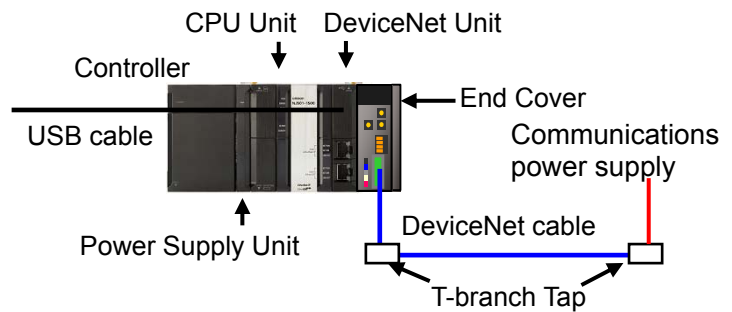 CPU Unit
DeviceNet Unit
Controller
End Cover
USB cable
Communications
power supply
DeviceNet cable
Power Supply Unit
T-branch Tap